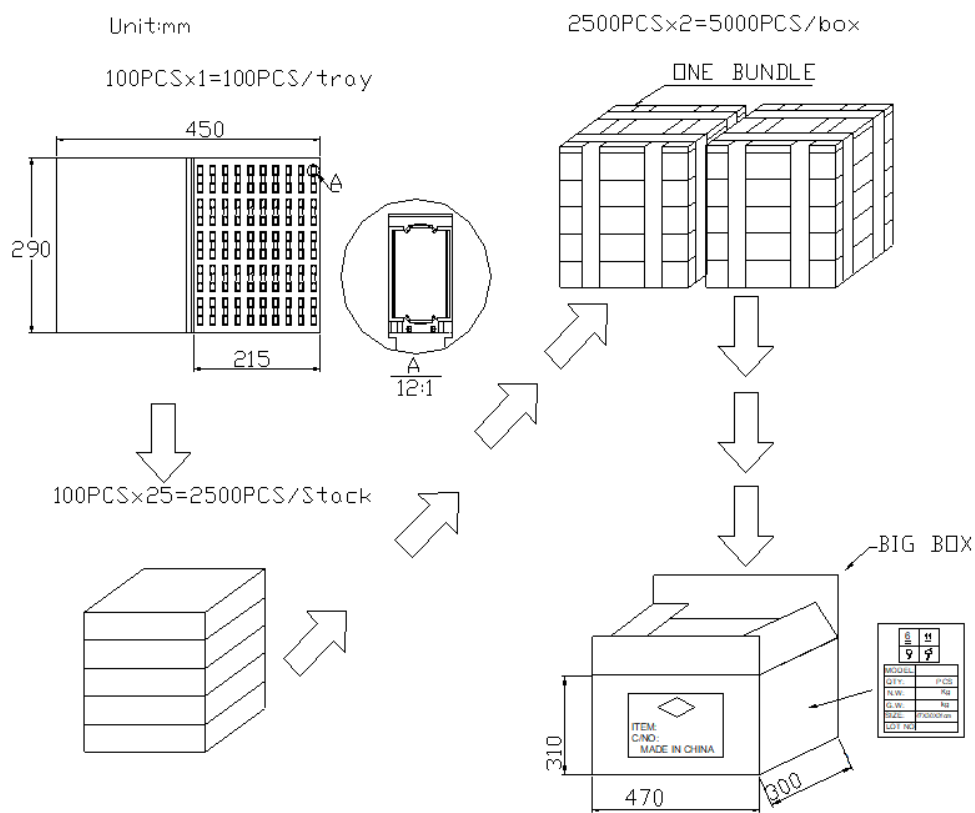 Unit:mm
2500PCSx2=5000PCS/box
100PCSx1=100PCS/tray
ONE BUNDLE
450
A
290
215
A
12:1
100PCSx25=2500PCS/Stack
BIG BOX
MODEL
QTY. PCS
N.W. Kg
G.W. kg
SIZE.
LOT NO
ITEM:
C/NO:
MADE IN CHINA
310
470
300